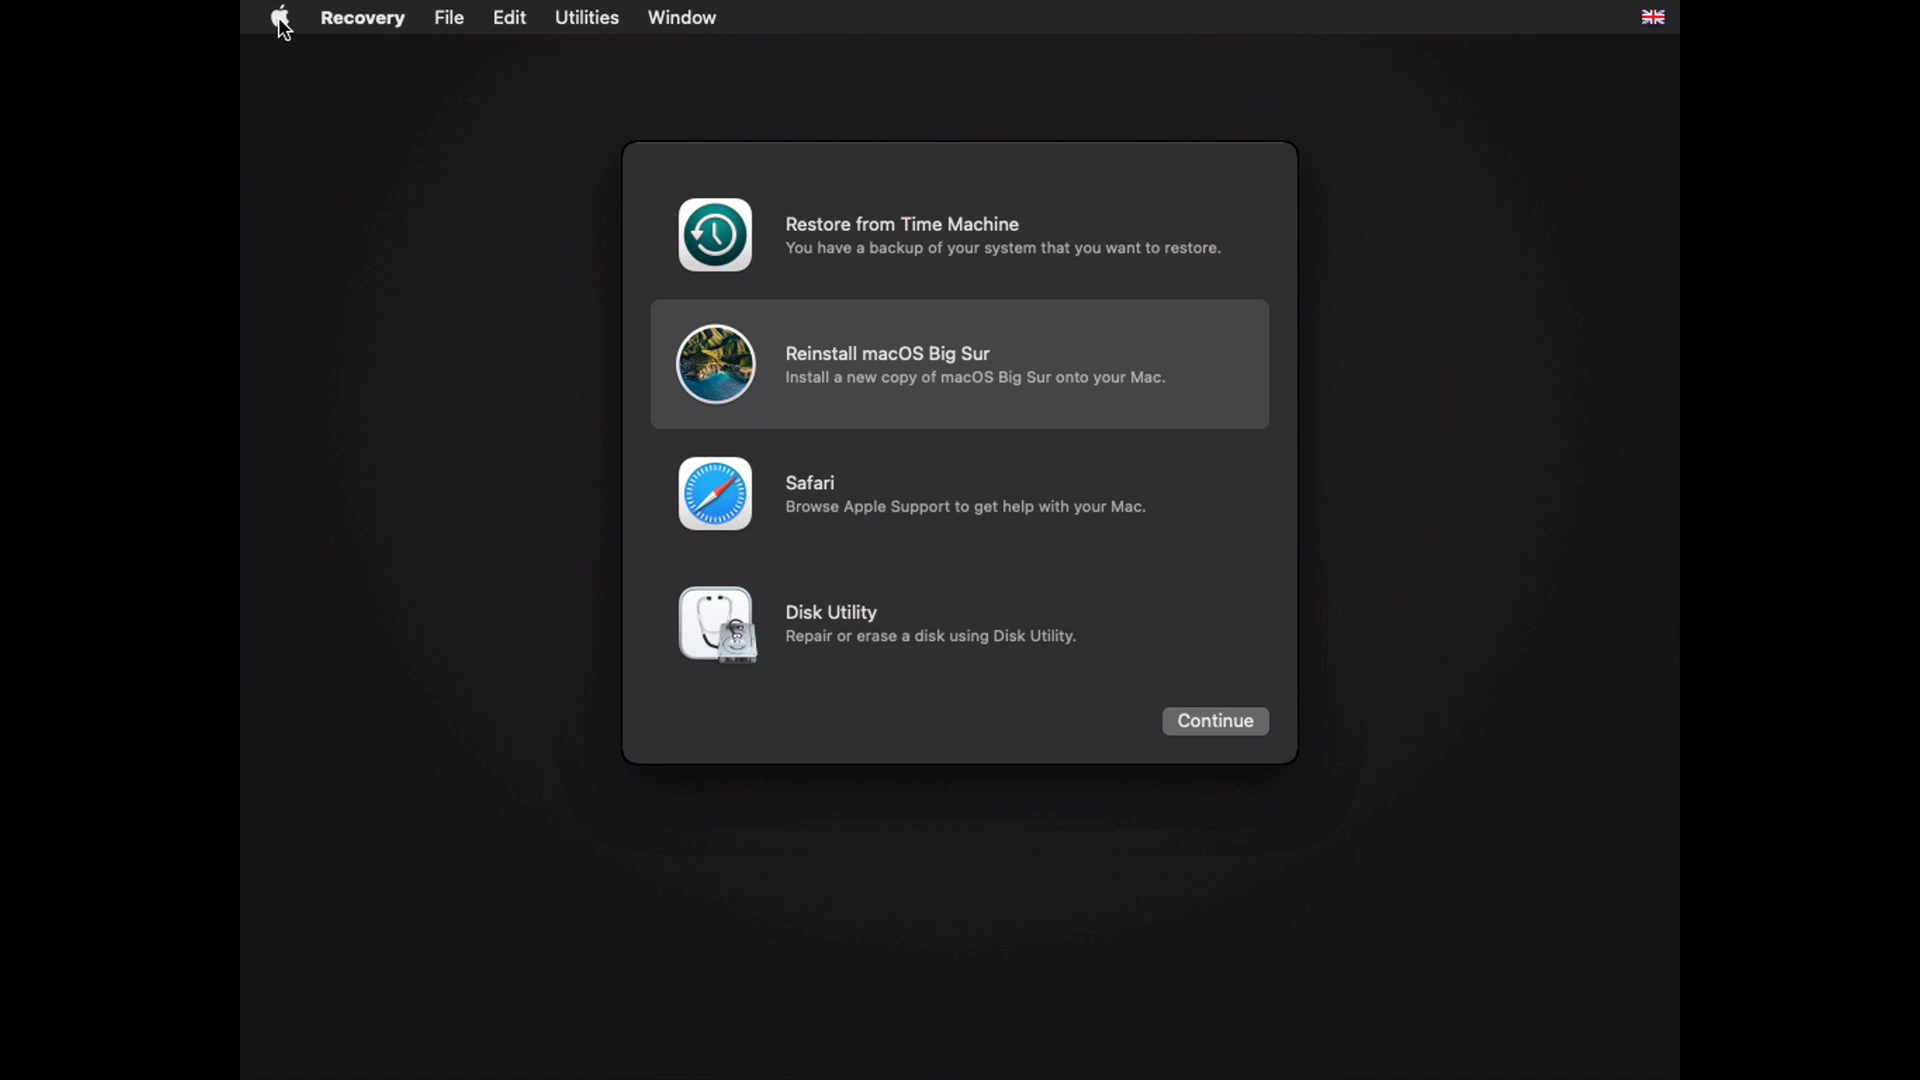 Recovery File Edit Utilities Window
Restore from Time Machine
You have a backup of your system that you want to restore.
Reinstall macOS Big Sur
Install a new copy of macOS Big Sur onto your Mac.
Safari
Browse Apple Support to get help with your Mac.
Disk Utility
Repair or erase a disk using Disk Utility.
Continue